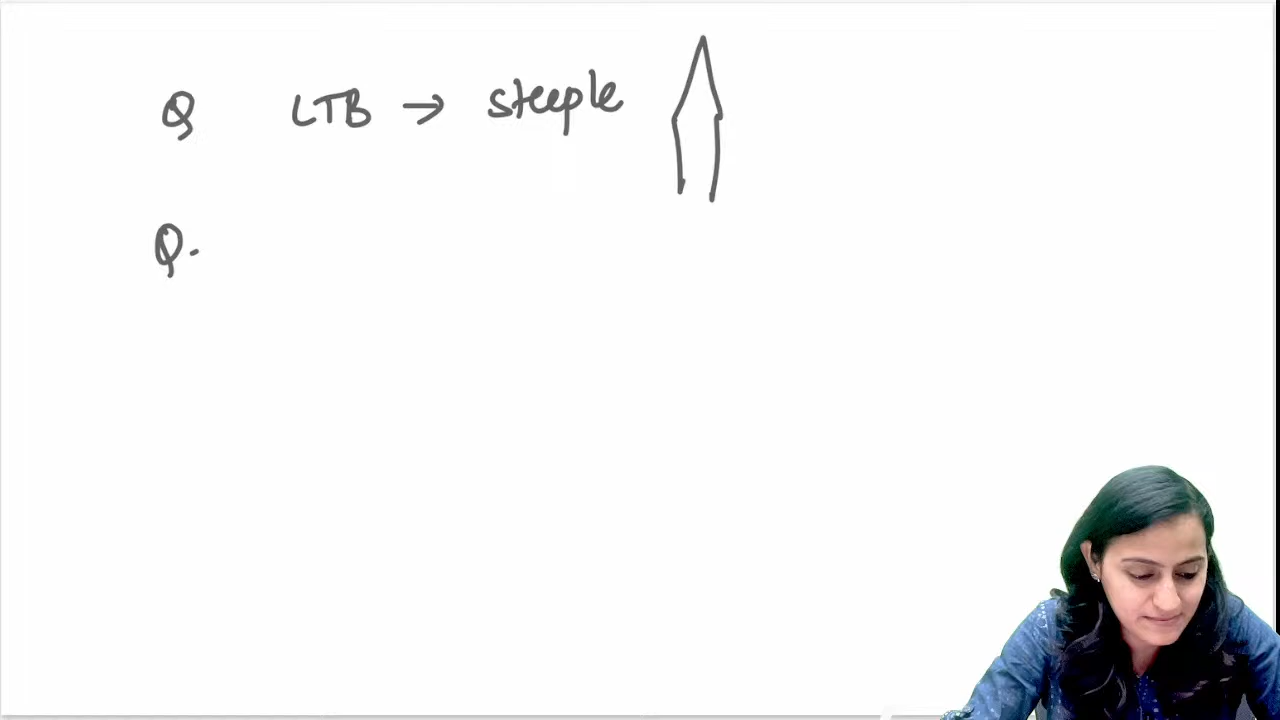 Q LTB → steeple
Q.